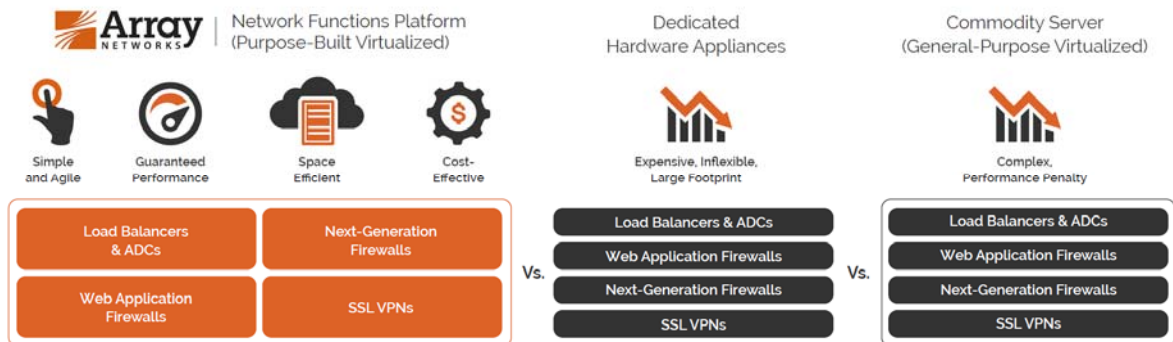 Array
NETWORKS
Network Functions Platform
(Purpose-Built Virtualized)
Simple
and Agile
Guaranteed
Performance
Space
Efficient
$
Cost-
Effective
Load Balancers
& ADCs
Next-Generation
Firewalls
Web Application
Firewalls
SSL VPNs
Vs.
Dedicated
Hardware Appliances
Expensive, Inflexible,
Large Footprint
Load Balancers & ADCs
Web Application Firewalls
Next-Generation Firewalls
SSL VPNs
Vs.
Commodity Server
(General-Purpose Virtualized)
Complex,
Performance Penalty
Load Balancers & ADCs
Web Application Firewalls
Next-Generation Firewalls
SSL VPNs